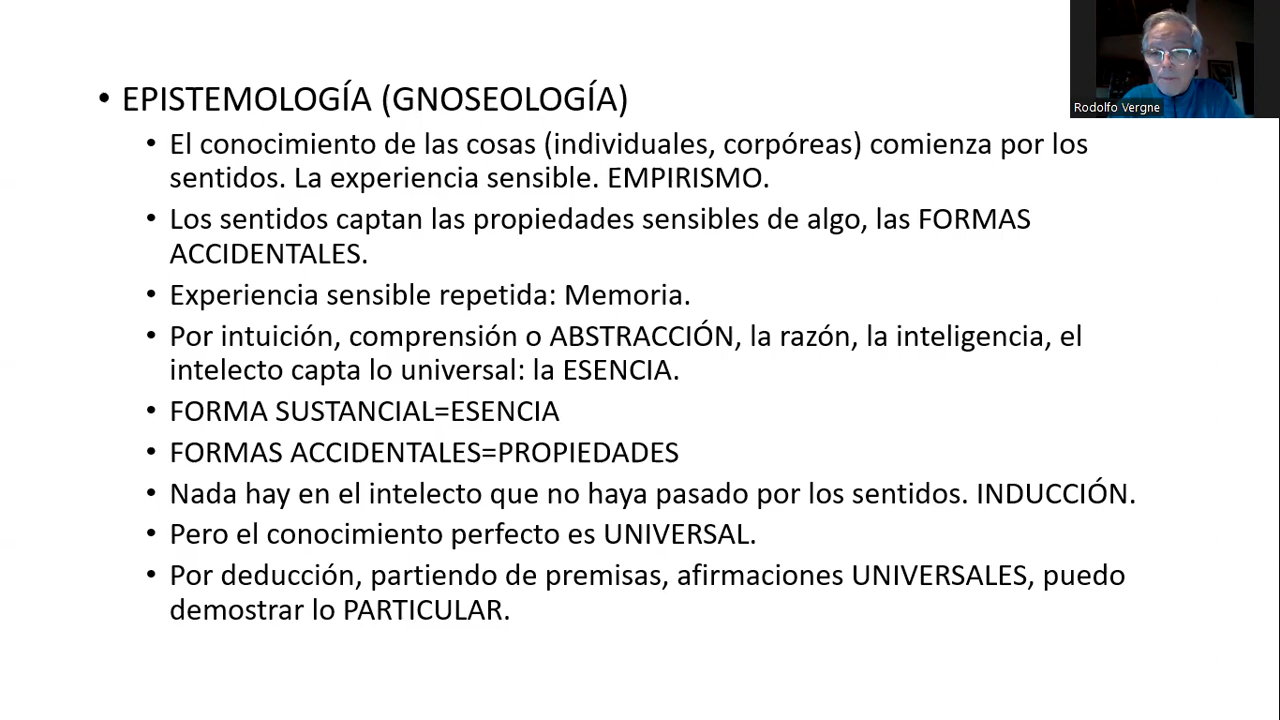 • EPISTEMOLOGÍA (GNOSEOLOGÍA)
• El conocimiento de las cosas (individuales, corpóreas) comienza por los
sentidos. La experiencia sensible. EMPIRISMO.
• Los sentidos captan las propiedades sensibles de algo, las FORMAS
ACCIDENTALES.
• Experiencia sensible repetida: Memoria.
• Por intuición, comprensión o ABSTRACCIÓN, la razón, la inteligencia, el
intelecto capta lo universal: la ESENCIA.
• FORMA SUSTANCIAL=ESENCIA
• FORMAS ACCIDENTALES=PROPIEDADES
• Nada hay en el intelecto que no haya pasado por los sentidos. INDUCCIÓN.
• Pero el conocimiento perfecto es UNIVERSAL.
• Por deducción, partiendo de premisas, afirmaciones UNIVERSALES, puedo
demostrar lo PARTICULAR.
Rodolfo Vergne